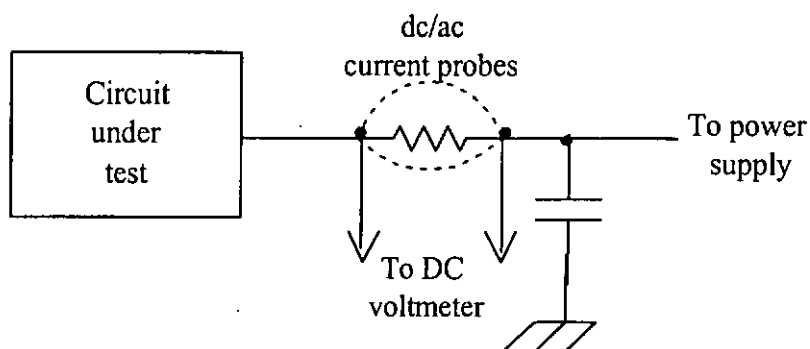 dc/ac
current probes
Circuit
under
test
To power
supply
To DC
voltmeter